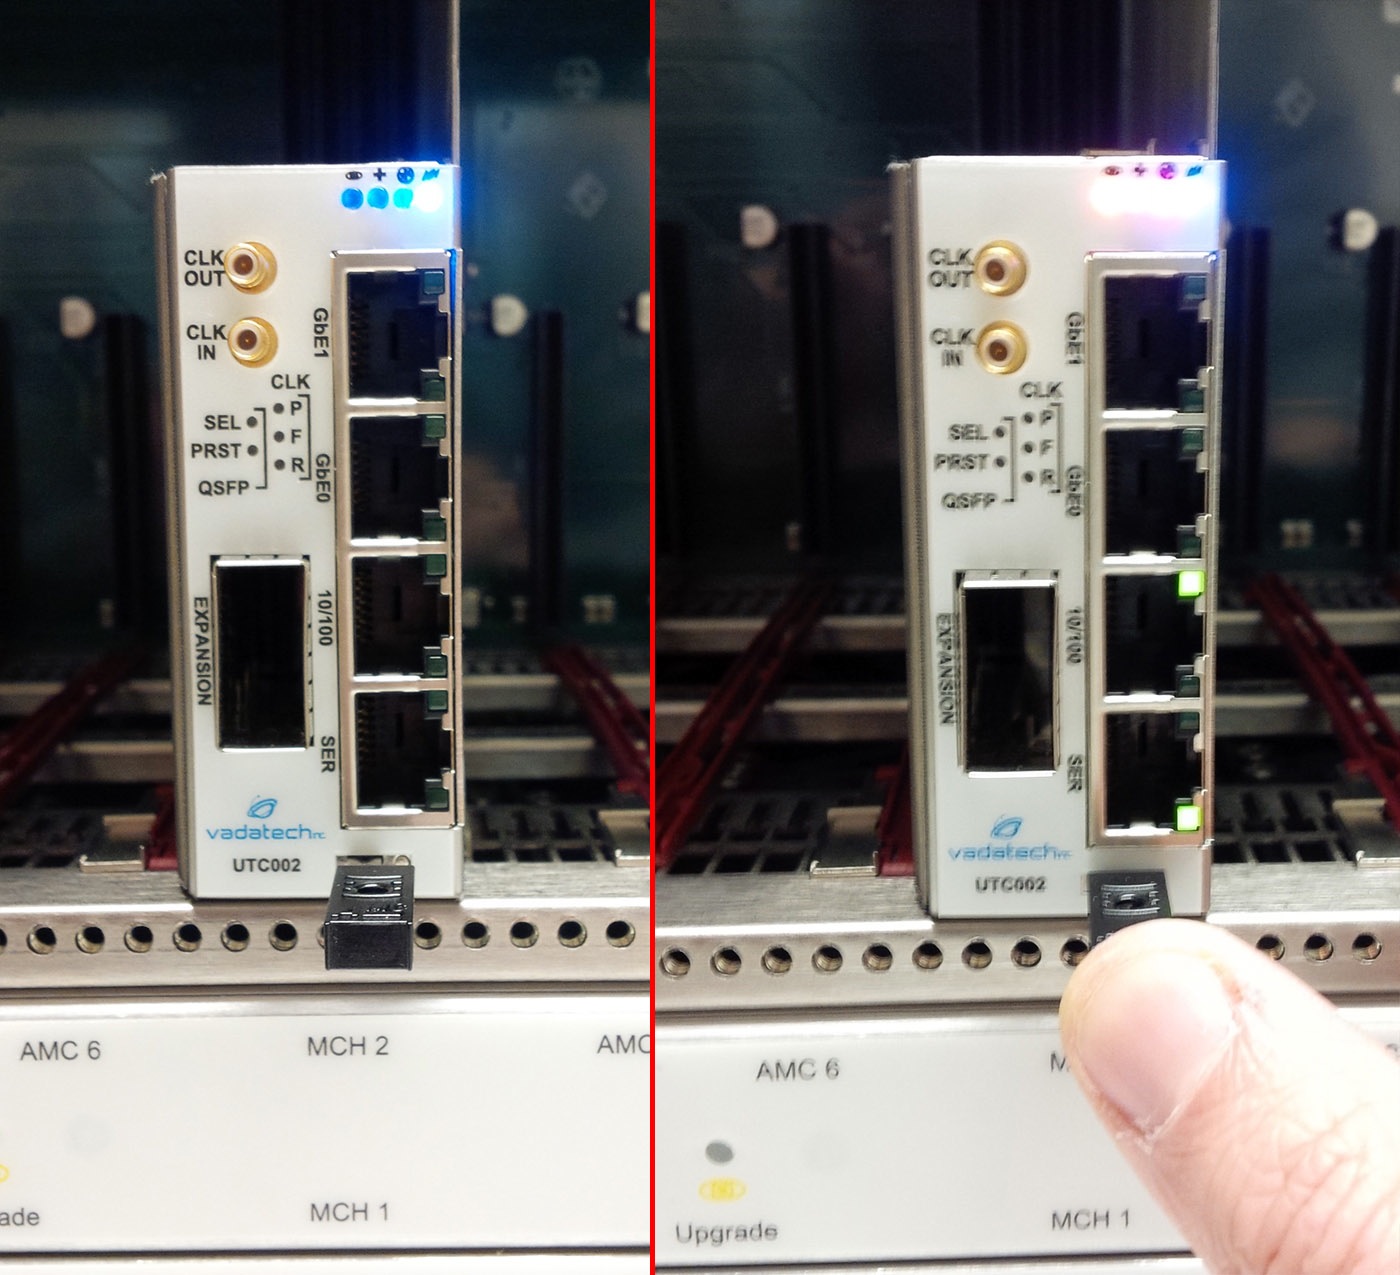 CLK
OUT
CLK
IN
GbE1
CLK
P
SEL
F
PRST
R
QSFP
GbE0
10/100
EXPANSION
SER
vadatech
UTC002
AMC 6
MCH 2
AMC
ade
MCH 1
CLK
OUT
CLK
IN
GbE1
CLK
P
SEL
F
PRST
R
QSFP
GbE0
10/100
EXPANSION
SER
vadatech
UTC002
AMC 6
M
Upgrade
MCH 1